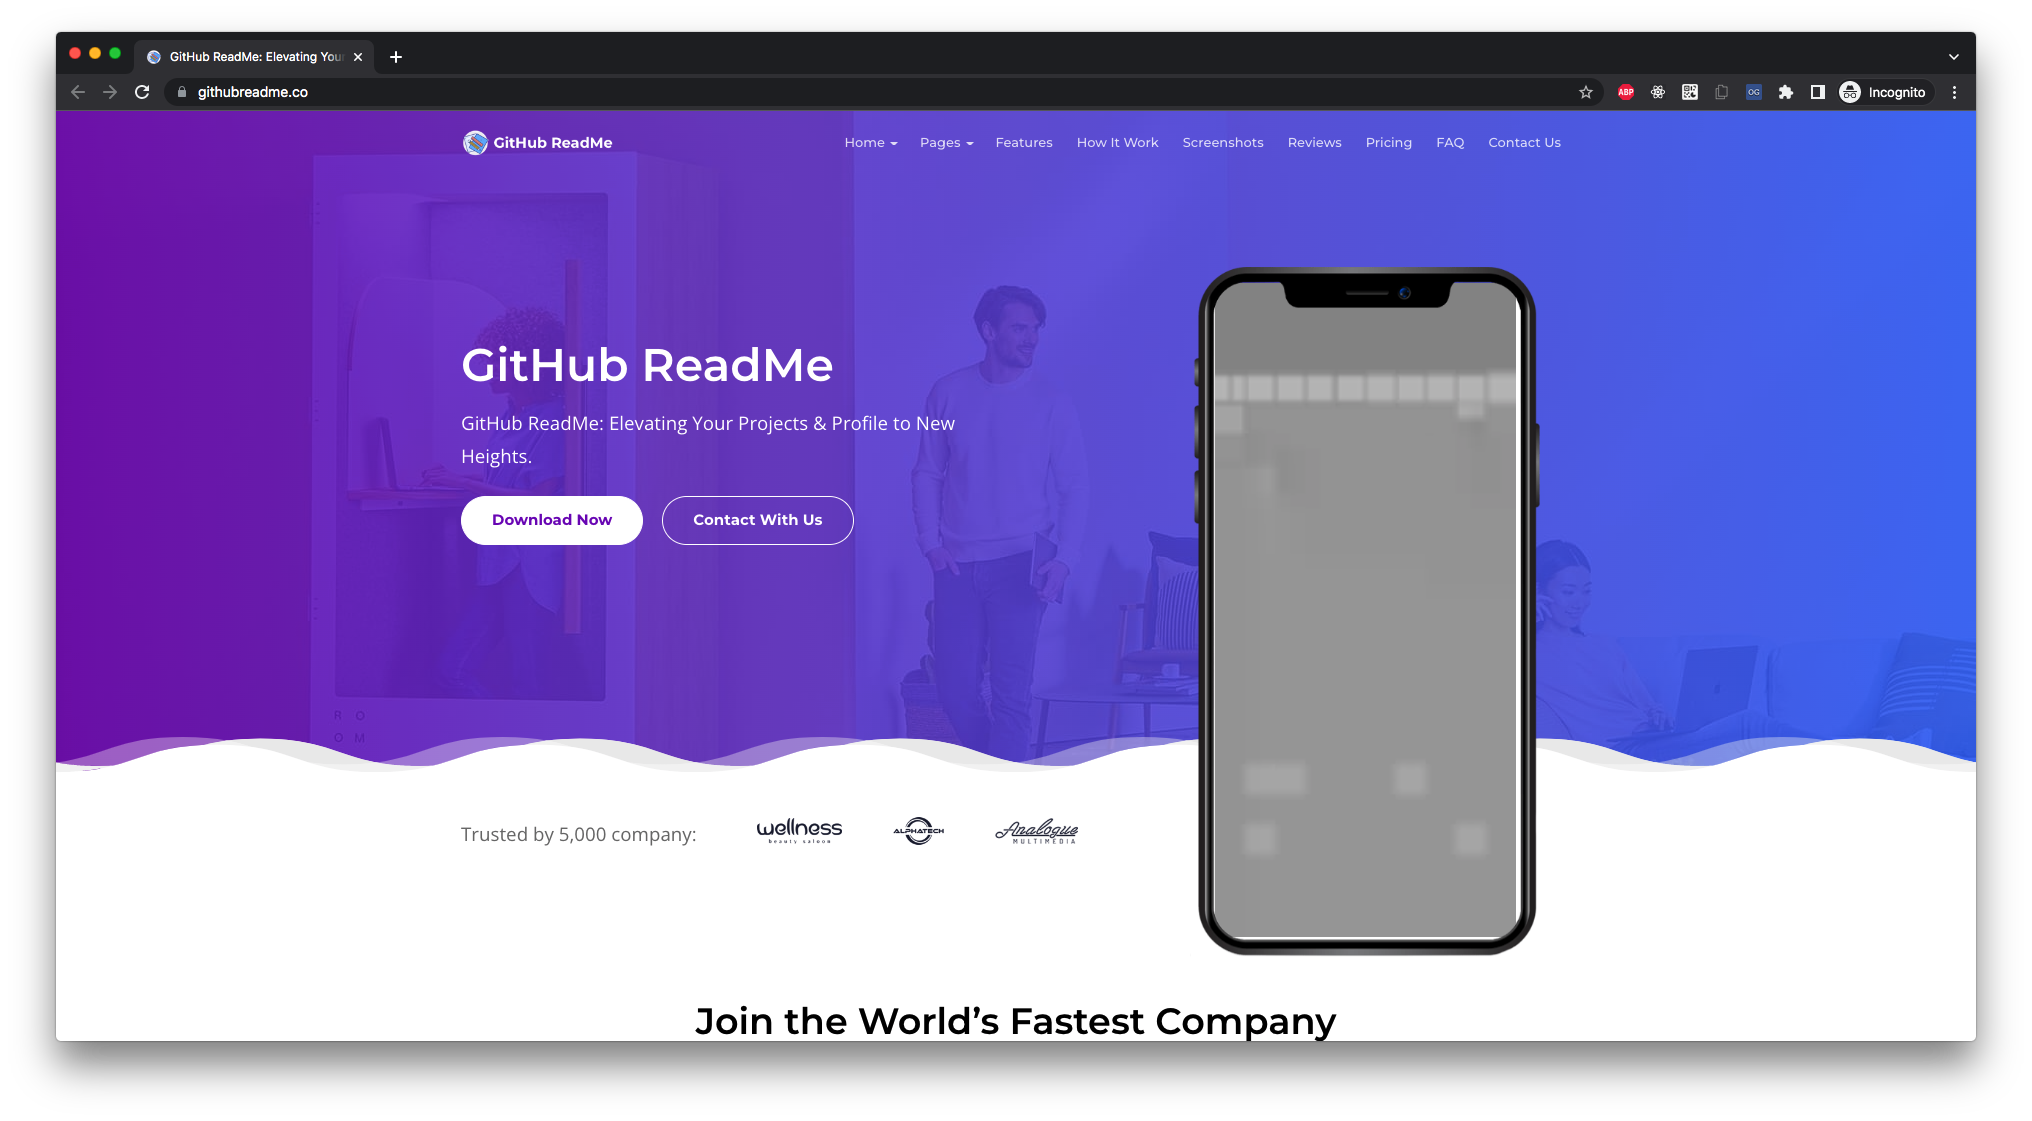 GitHub ReadMe: Elevating Your
githubreadme.co
ABP
OG
Incognito
GitHub ReadMe
Home Pages Features How It Work Screenshots Reviews Pricing FAQ Contact Us
GitHub ReadMe
GitHub ReadMe: Elevating Your Projects & Profile to New
Heights.
Download Now Contact With Us
R O
O M
Trusted by 5,000 company:
wellness
beauty saloon
ALPHATECH
Analogue
MULTIMEDIA
Join the World’s Fastest Company